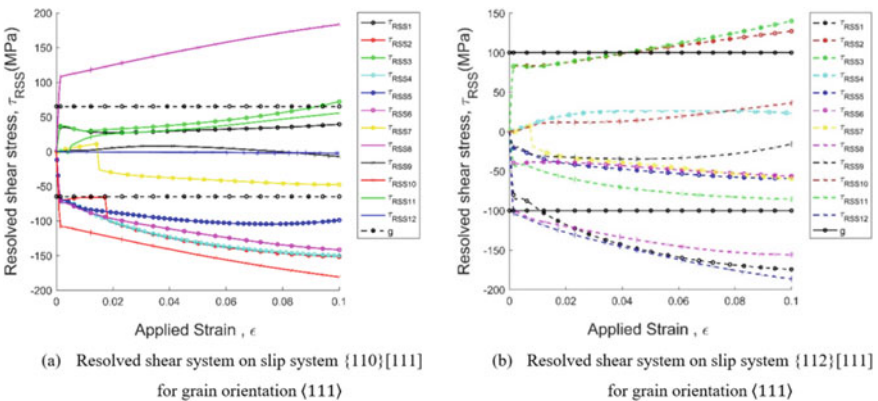 Resolved shear stress, τRSS(MPa)
200
150
100
50
0
-50
-100
-150
-200
0
0.02
0.04
0.06
0.08
0.1
Applied Strain , ϵ
τRSS1
τRSS2
τRSS3
τRSS4
τRSS5
τRSS6
τRSS7
τRSS8
τRSS9
τRSS10
τRSS11
τRSS12
g
(a) Resolved shear system on slip system {110}[111]
for grain orientation ⟨111⟩
Resolved shear stress, τRSS(MPa)
150
100
50
0
-50
-100
-150
-200
0
0.02
0.04
0.06
0.08
0.1
Applied Strain , ϵ
τRSS1
τRSS2
τRSS3
τRSS4
τRSS5
τRSS6
τRSS7
τRSS8
τRSS9
τRSS10
τRSS11
τRSS12
g
(b) Resolved shear system on slip system {112}[111]
for grain orientation ⟨111⟩